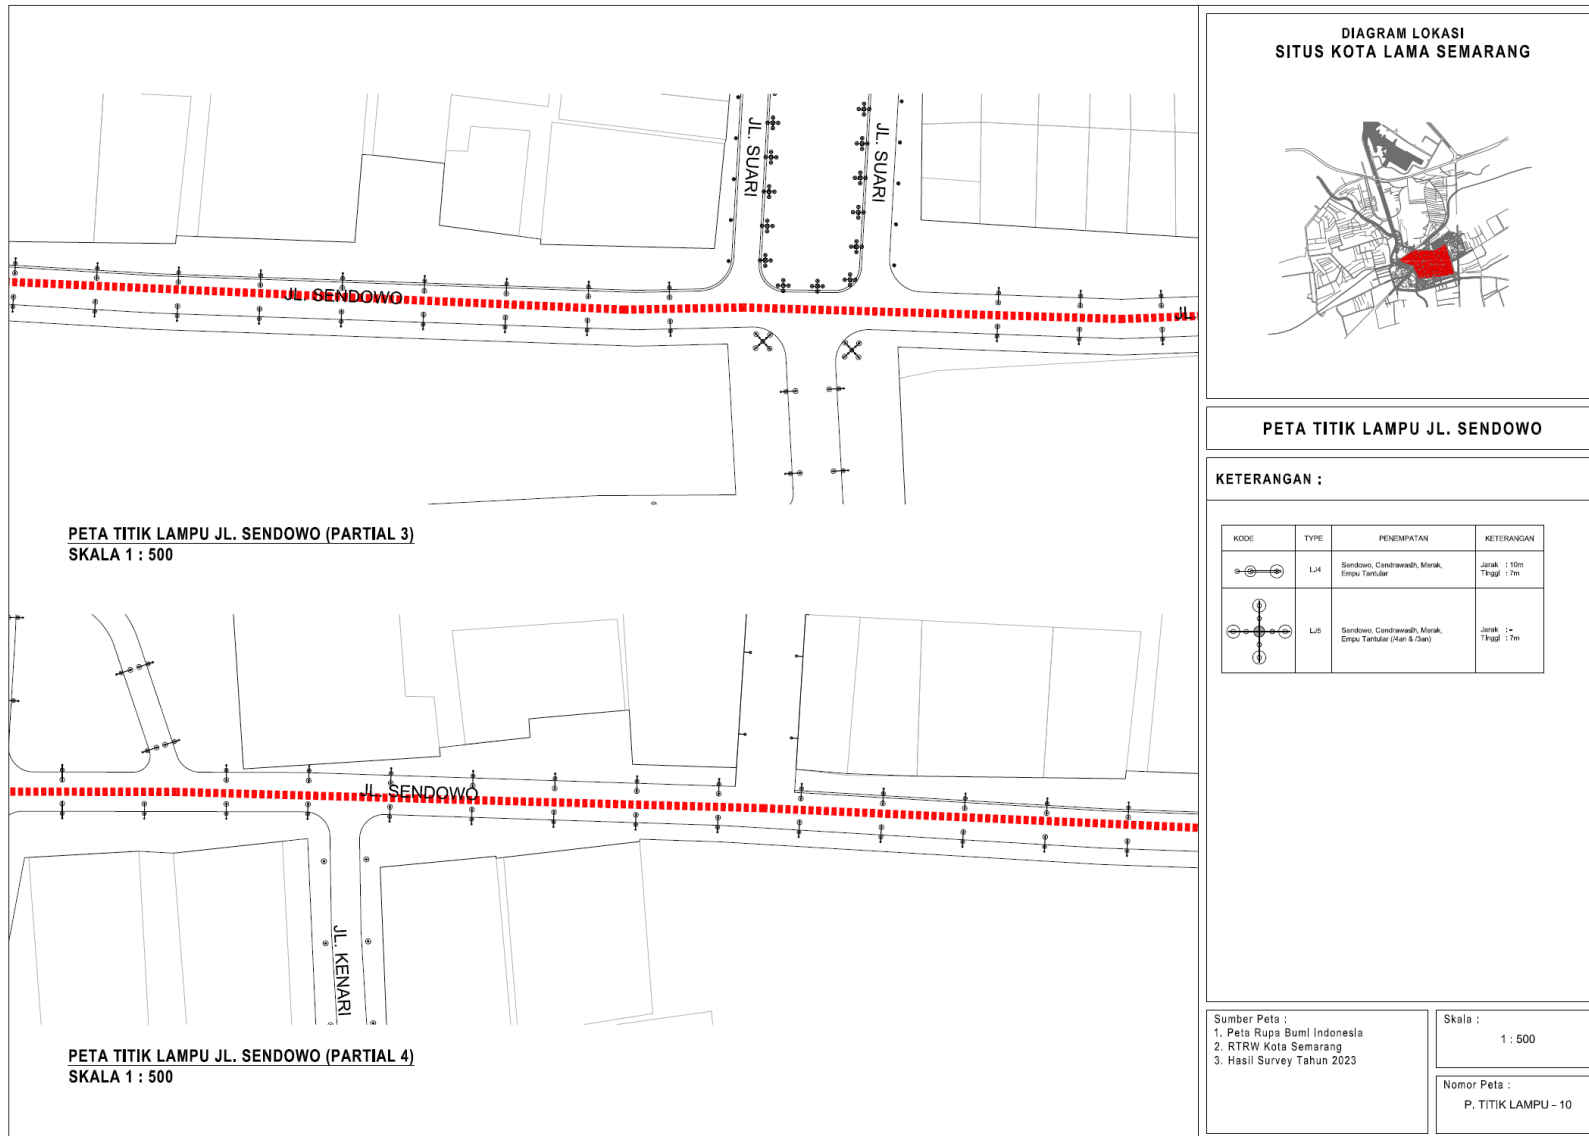 JL. SUARI
JL. SUARI
JL. SENDOWO
JL.
PETA TITIK LAMPU JL. SENDOWO (PARTIAL 3)
SKALA 1 : 500
JL. SENDOWO
JL. KENARI
PETA TITIK LAMPU JL. SENDOWO (PARTIAL 4)
SKALA 1 : 500
DIAGRAM LOKASI
SITUS KOTA LAMA SEMARANG
PETA TITIK LAMPU JL. SENDOWO
KETERANGAN :
KODE TYPE PENEMPATAN KETERANGAN
LJ4 Sendowo, Cendrawasih, Merak, Jarak : 10m
Empu Tantular Tinggi : 7m
LJ5 Sendowo, Cendrawasih, Merak, Jarak : -
Empu Tantular (/4an & /3an) Tinggi : 7m
Sumber Peta :
1. Peta Rupa Bumi Indonesia
2. RTRW Kota Semarang
3. Hasil Survey Tahun 2023
Skala :
1 : 500
Nomor Peta :
P. TITIK LAMPU - 10